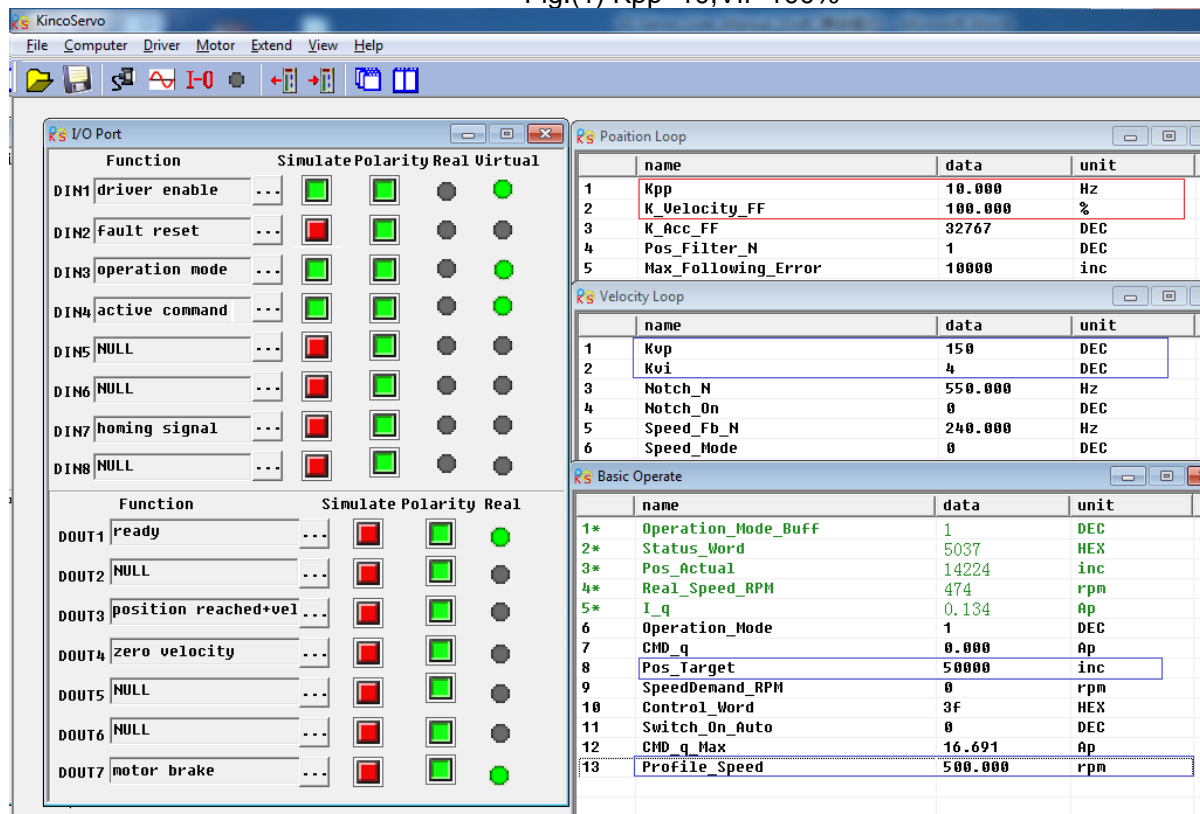 Fig.(1) Kpp=10,Vff=100%
KincoServo
File Computer Driver Motor Extend View Help
I-O
I/O Port
Function Simulate Polarity Real Virtual
DIN1 driver enable ...
DIN2 fault reset ...
DIN3 operation mode ...
DIN4 active command ...
DIN5 NULL ...
DIN6 NULL ...
DIN7 homing signal ...
DIN8 NULL ...
Function Simulate Polarity Real
DOUT1 ready ...
DOUT2 NULL ...
DOUT3 position reached+vel ...
DOUT4 zero velocity ...
DOUT5 NULL ...
DOUT6 NULL ...
DOUT7 motor brake ...
Poaition Loop
name data unit
1 Kpp 10.000 Hz
2 K_Velocity_FF 100.000 %
3 K_Acc_FF 32767 DEC
4 Pos_Filter_N 1 DEC
5 Max_Following_Error 10000 inc
Velocity Loop
name data unit
1 Kvp 150 DEC
2 Kvi 4 DEC
3 Notch_N 550.000 Hz
4 Notch_On 0 DEC
5 Speed_Fb_N 240.000 Hz
6 Speed_Mode 0 DEC
Basic Operate
name data unit
1* Operation_Mode_Buff 1 DEC
2* Status_Word 5037 HEX
3* Pos_Actual 14224 inc
4* Real_Speed_RPM 474 rpm
5* I_q 0.134 Ap
6 Operation_Mode 1 DEC
7 CMD_q 0.000 Ap
8 Pos_Target 50000 inc
9 SpeedDemand_RPM 0 rpm
10 Control_Word 3f HEX
11 Switch_On_Auto 0 DEC
12 CMD_q_Max 16.691 Ap
13 Profile_Speed 500.000 rpm